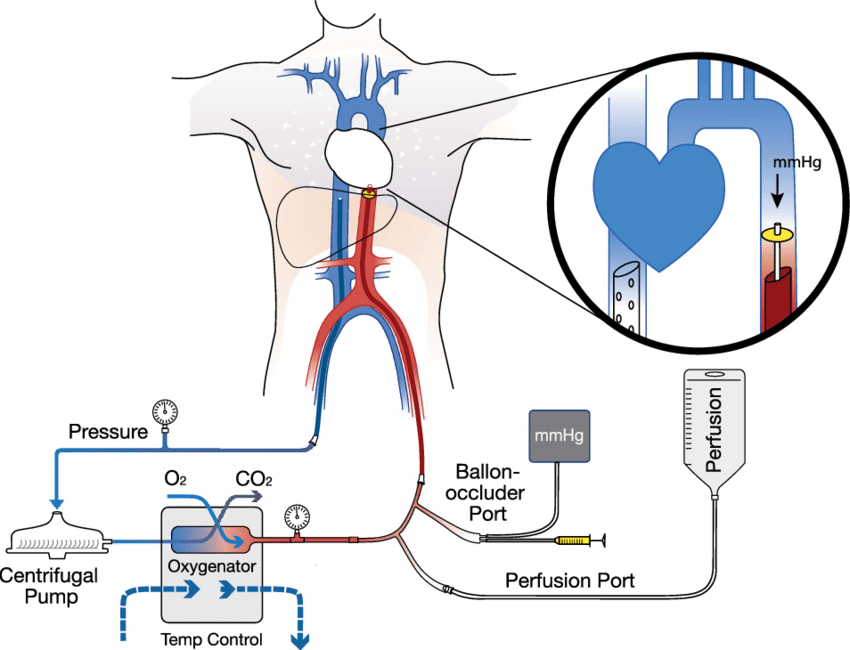 mmHg
Pressure
O2
CO2
Centrifugal
Pump
Oxygenator
Temp Control
Ballon-
occluder
Port
mmHg
Perfusion Port
Perfusion